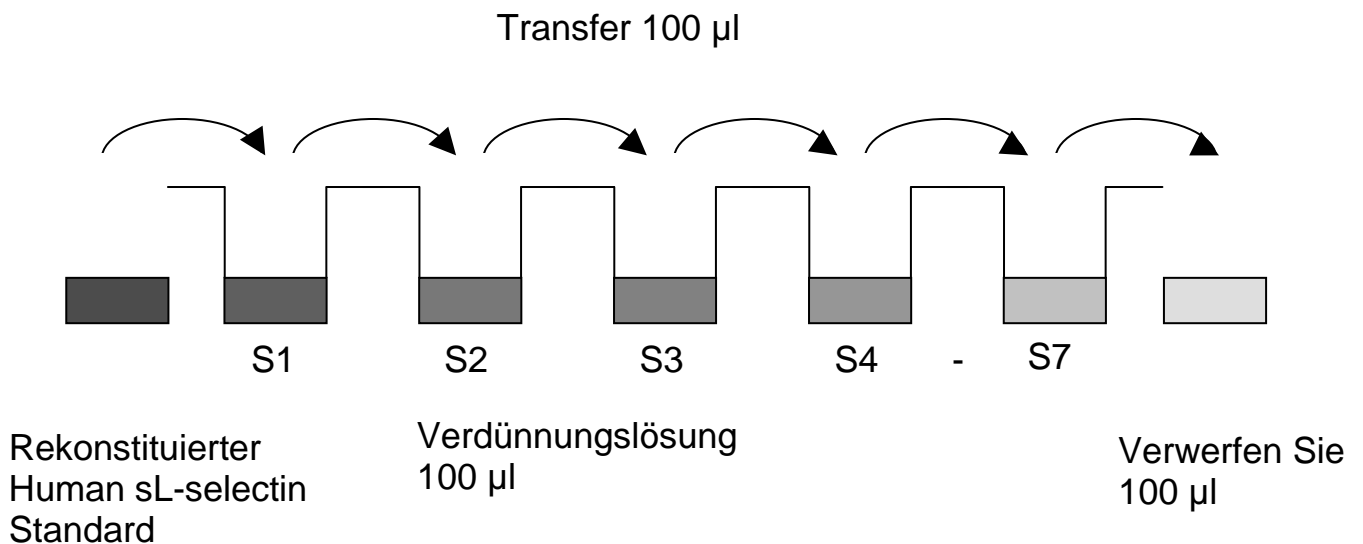 Transfer 100 µl
S1 S2 S3 S4 - S7
Rekonstituierter
Human sL-selectin
Standard
Verdünnungslösung
100 µl
Verwerfen Sie
100 µl